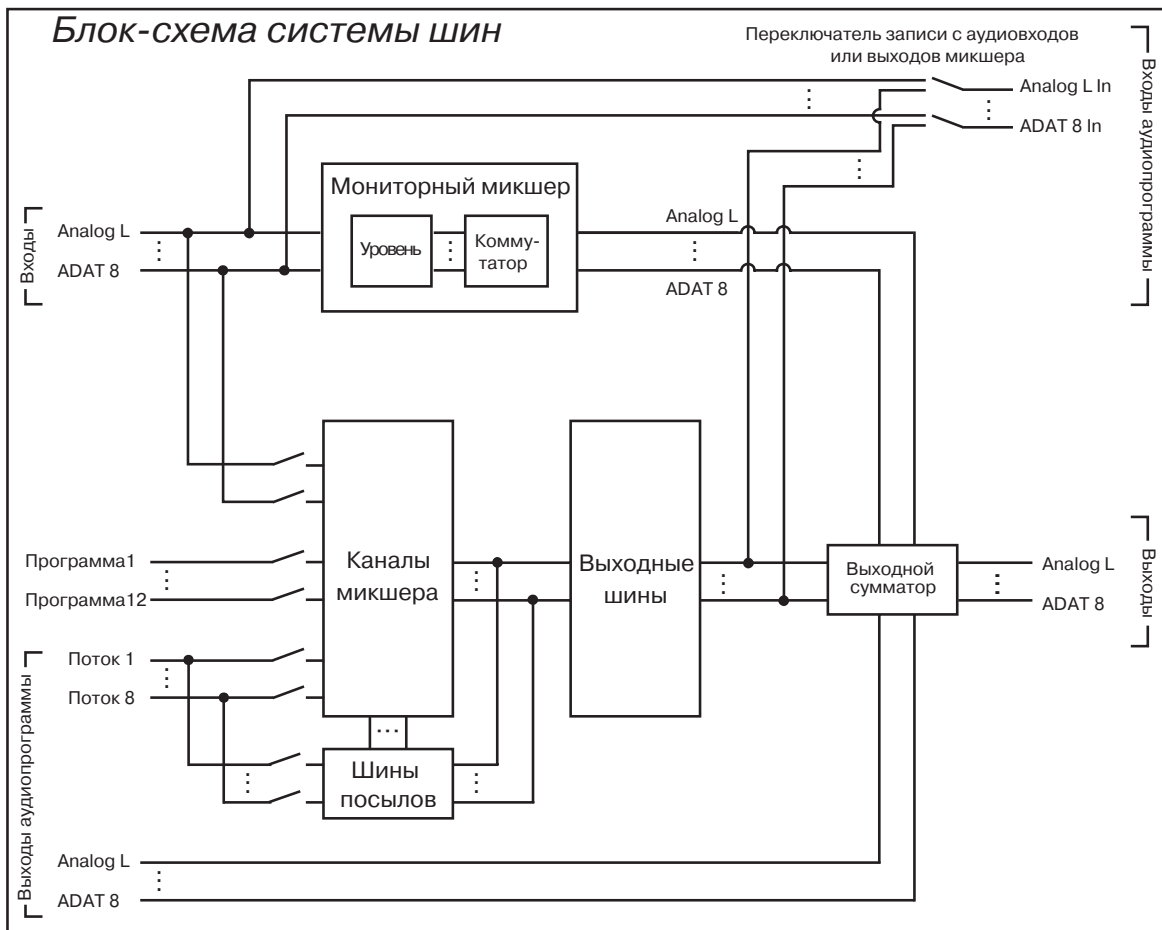 Блок-схема системы шин
Переключатель записи с аудиовходов
или выходов микшера
Analog L In
ADAT 8 In
Входы аудиопрограммы
Мониторный микшер
Уровень
Комму-
татор
Входы
Analog L
ADAT 8
Analog L
ADAT 8
Программа1
Программа12
Поток 1
Поток 8
Каналы
микшера
Выходные
шины
Выходной
сумматор
Analog L
ADAT 8
Выходы
Шины
посылов
Выходы аудиопрограммы
Analog L
ADAT 8